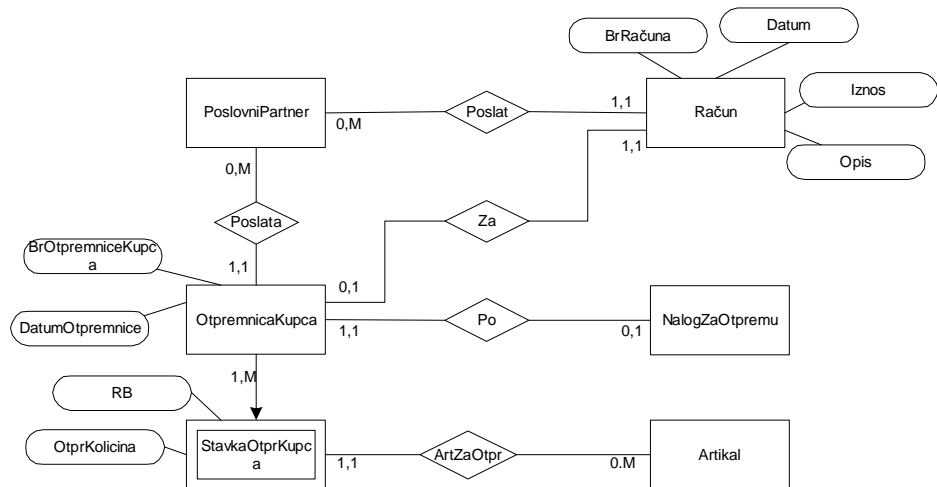 BrRačuna
Datum
PoslovniPartner
0,M
Poslat
1,1
Račun
Iznos
1,1
Opis
0,M
Poslata
Za
BrOtpremniceKupc
a
1,1
0,1
DatumOtpremnice
OtpremnicaKupca
1,1
Po
0,1
NalogZaOtpremu
1,M
RB
OtprKolicina
StavkaOtprKupc
a
1,1
ArtZaOtpr
0.M
Artikal